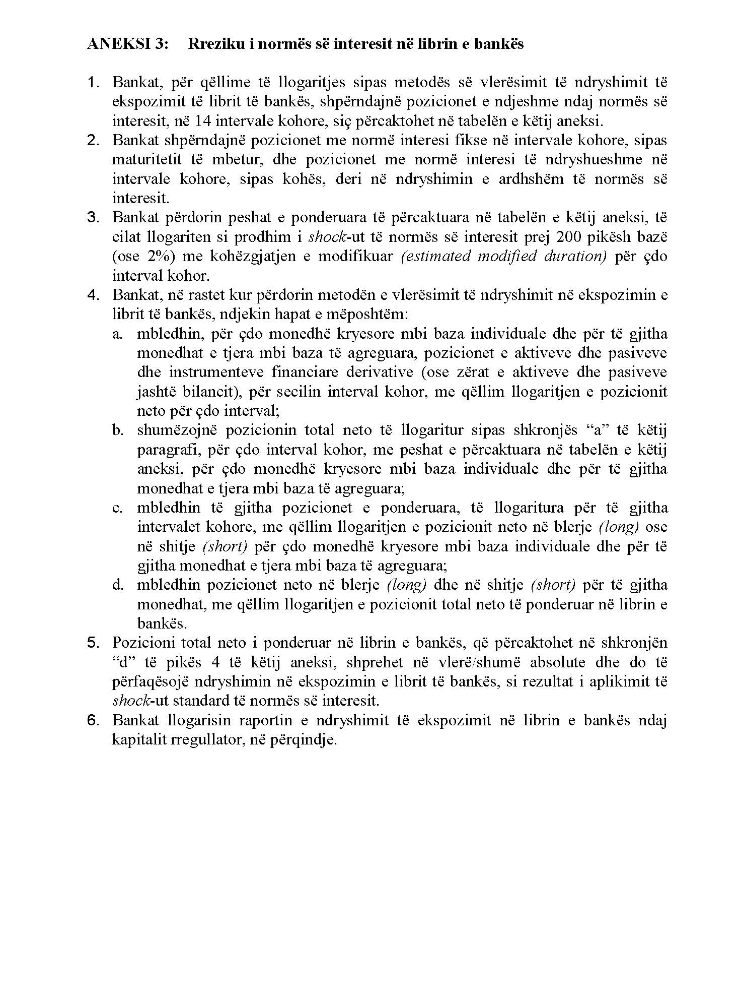 ANEKSI 3: Rreziku i normës së interesit në librin e bankës
1. Bankat, për qëllime të llogaritjes sipas metodës së vlerësimit të ndryshimit të
ekspozimit të librit të bankës, shpërndajnë pozicionet e ndjeshme ndaj normës së
interesit, në 14 intervale kohore, siç përcaktohet në tabelën e këtij aneksi.
2. Bankat shpërndajnë pozicionet me normë interesi fikse në intervale kohore, sipas
maturitetit të mbetur, dhe pozicionet me normë interesi të ndryshueshme në
intervale kohore, sipas kohës, deri në ndryshimin e ardhshëm të normës së
interesit.
3. Bankat përdorin peshat e ponderuara të përcaktuara në tabelën e këtij aneksi, të
cilat llogariten si prodhim i shock-ut të normës së interesit prej 200 pikësh bazë
(ose 2%) me kohëzgjatjen e modifikuar (estimated modified duration) për çdo
interval kohor.
4. Bankat, në rastet kur përdorin metodën e vlerësimit të ndryshimit në ekspozimin e
librit të bankës, ndjekin hapat e mëposhtëm:
a. mbledhin, për çdo monedhë kryesore mbi baza individuale dhe për të gjitha
monedhat e tjera mbi baza të agreguara, pozicionet e aktiveve dhe pasiveve
dhe instrumenteve financiare derivative (ose zërat e aktiveve dhe pasiveve
jashtë bilancit), për secilin interval kohor, me qëllim llogaritjen e pozicionit
neto për çdo interval;
b. shumëzojnë pozicionin total neto të llogaritur sipas shkronjës “a” të këtij
paragrafi, për çdo interval kohor, me peshat e përcaktuara në tabelën e këtij
aneksi, për çdo monedhë kryesore mbi baza individuale dhe për të gjitha
monedhat e tjera mbi baza të agreguara;
c. mbledhin të gjitha pozicionet e ponderuara, të llogaritura për të gjitha
intervalet kohore, me qëllim llogaritjen e pozicionit neto në blerje (long) ose
në shitje (short) për çdo monedhë kryesore mbi baza individuale dhe për të
gjitha monedhat e tjera mbi baza të agreguara;
d. mbledhin pozicionet neto në blerje (long) dhe në shitje (short) për të gjitha
monedhat, me qëllim llogaritjen e pozicionit total neto të ponderuar në librin e
bankës.
5. Pozicioni total neto i ponderuar në librin e bankës, që përcaktohet në shkronjën
“d” të pikës 4 të këtij aneksi, shprehet në vlerë/shumë absolute dhe do të
përfaqësojë ndryshimin në ekspozimin e librit të bankës, si rezultat i aplikimit të
shock-ut standard të normës së interesit.
6. Bankat llogarisin raportin e ndryshimit të ekspozimit në librin e bankës ndaj
kapitalit rregullator, në përqindje.